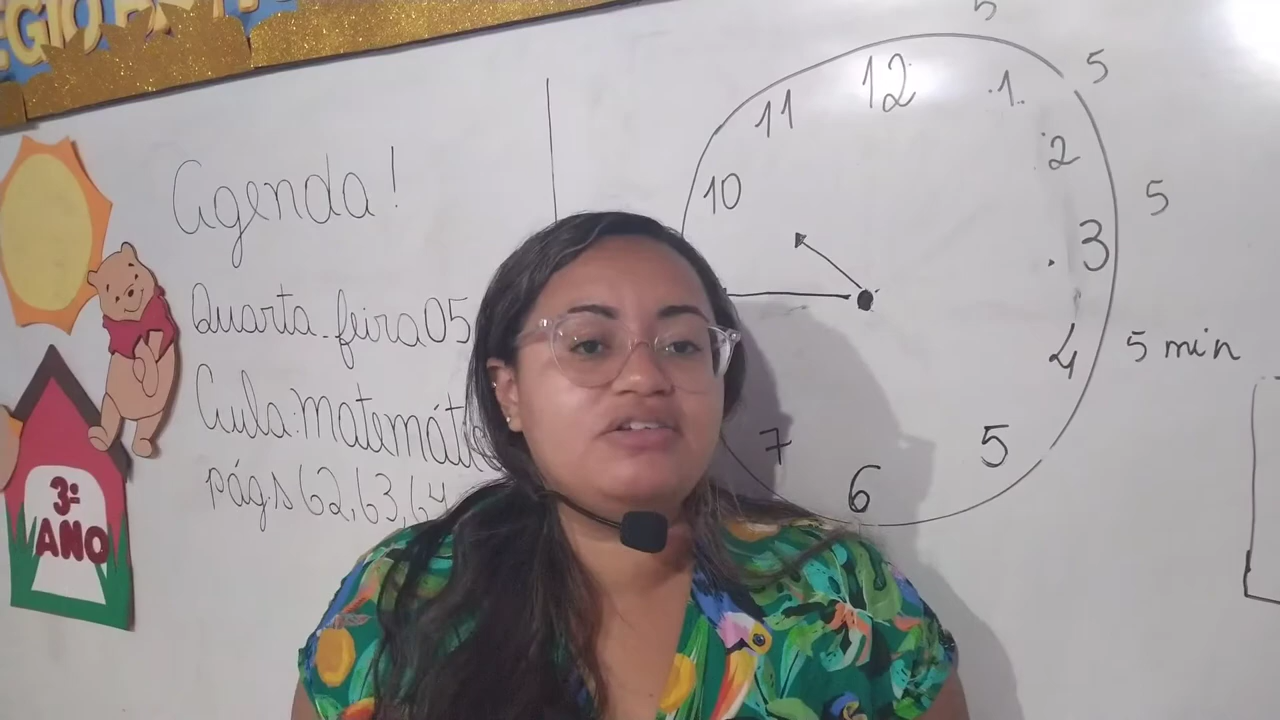 Agenda!
Quarta-feira 05
Aula: matemát
págs 62, 63, 64
3º
ANO
12
11
10
1
2
3
4
5
6
7
5
5
5
5 min